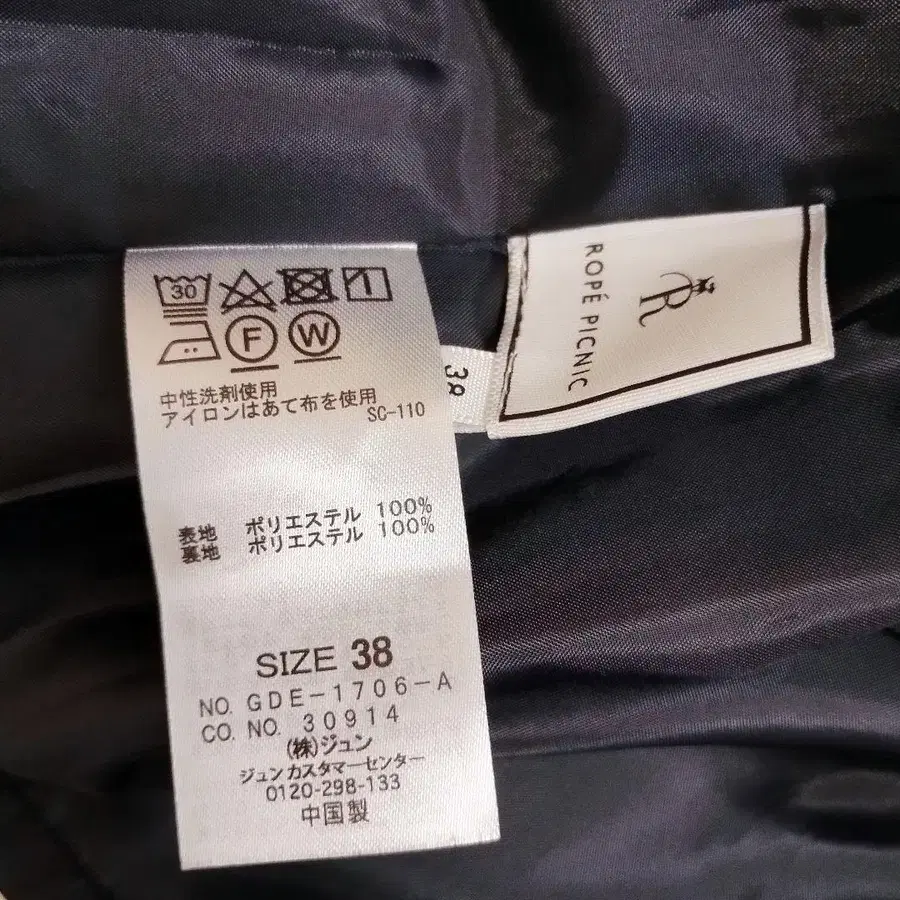 30
F
W
中性洗剤使用
アイロンはあて布を使用
SC-110
表地 ポリエステル 100%
裏地 ポリエステル 100%
SIZE 38
NO. GDE-1706-A
CO. NO. 30914
(株)ジュン
ジュンカスタマーセンター
0120-298-133
中国製
38
R
ROPÉ PICNIC